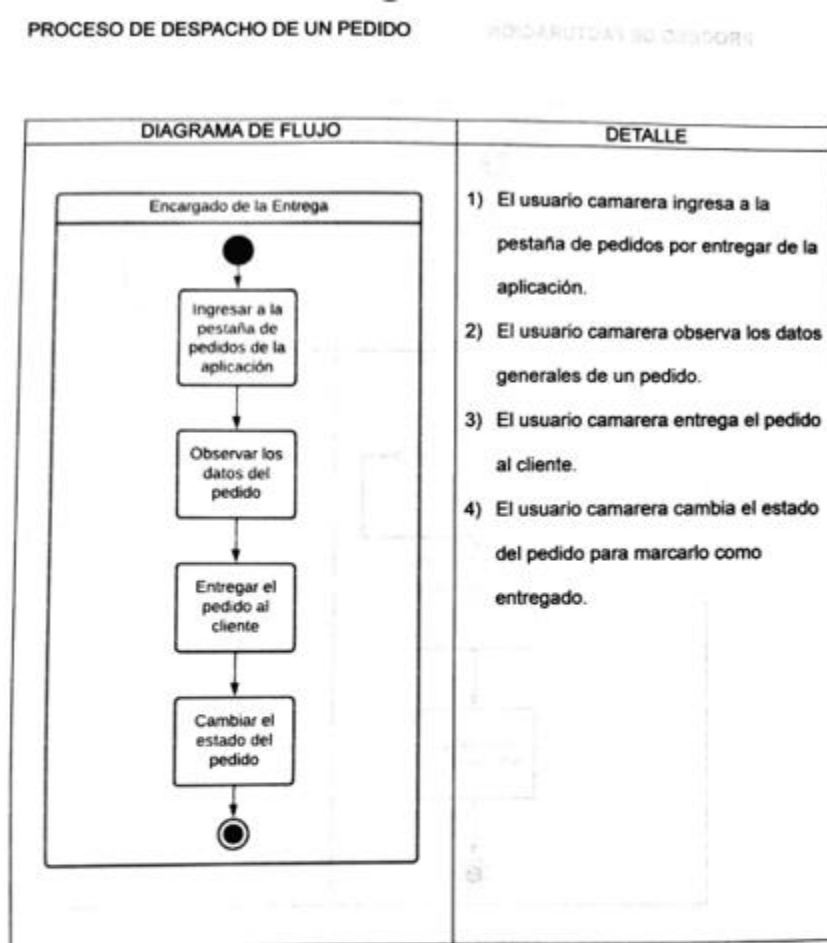 PROCESO DE DESPACHO DE UN PEDIDO
PROCESO DE FACTURACIÓN
DIAGRAMA DE FLUJO
DETALLE
Encargado de la Entrega
Ingresar a la
pestaña de
pedidos de la
aplicación
Observar los
datos del
pedido
Entregar el
pedido al
cliente
Cambiar el
estado del
pedido
1) El usuario camarera ingresa a la
pestaña de pedidos por entregar de la
aplicación.
2) El usuario camarera observa los datos
generales de un pedido.
3) El usuario camarera entrega el pedido
al cliente.
4) El usuario camarera cambia el estado
del pedido para marcarlo como
entregado.